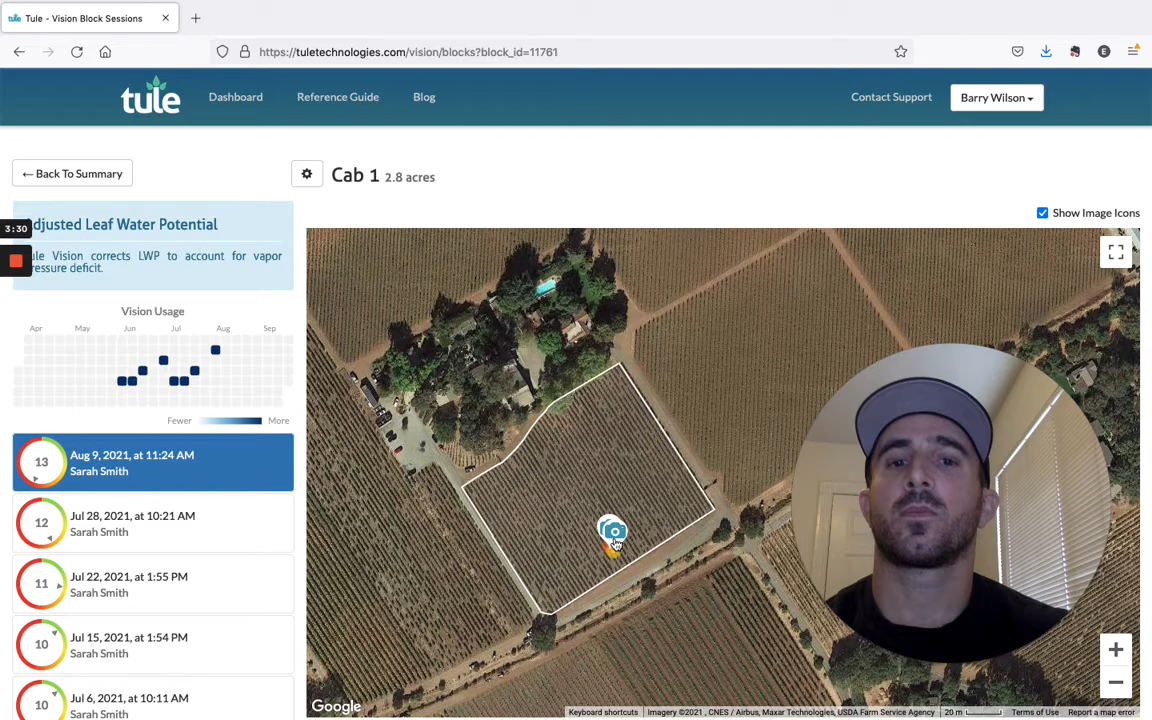 Tule - Vision Block Sessions
https://tuletechnologies.com/vision/blocks?block_id=11761
E
tule
Dashboard
Reference Guide
Blog
Contact Support
Barry Wilson
← Back To Summary
Cab 1 2.8 acres
Show Image Icons
3:30
djusted Leaf Water Potential
ule Vision corrects LWP to account for vapor
ressure deficit.
Vision Usage
Apr May Jun Jul Aug Sep
Fewer More
13
Aug 9, 2021, at 11:24 AM
Sarah Smith
12
Jul 28, 2021, at 10:21 AM
Sarah Smith
11
Jul 22, 2021, at 1:55 PM
Sarah Smith
10
Jul 15, 2021, at 1:54 PM
Sarah Smith
10
Jul 6, 2021, at 10:11 AM
Sarah Smith
Google
Keyboard shortcuts
Imagery ©2021 , CNES / Airbus, Maxar Technologies, USDA Farm Service Agency
20 m
Terms of Use
Report a map error